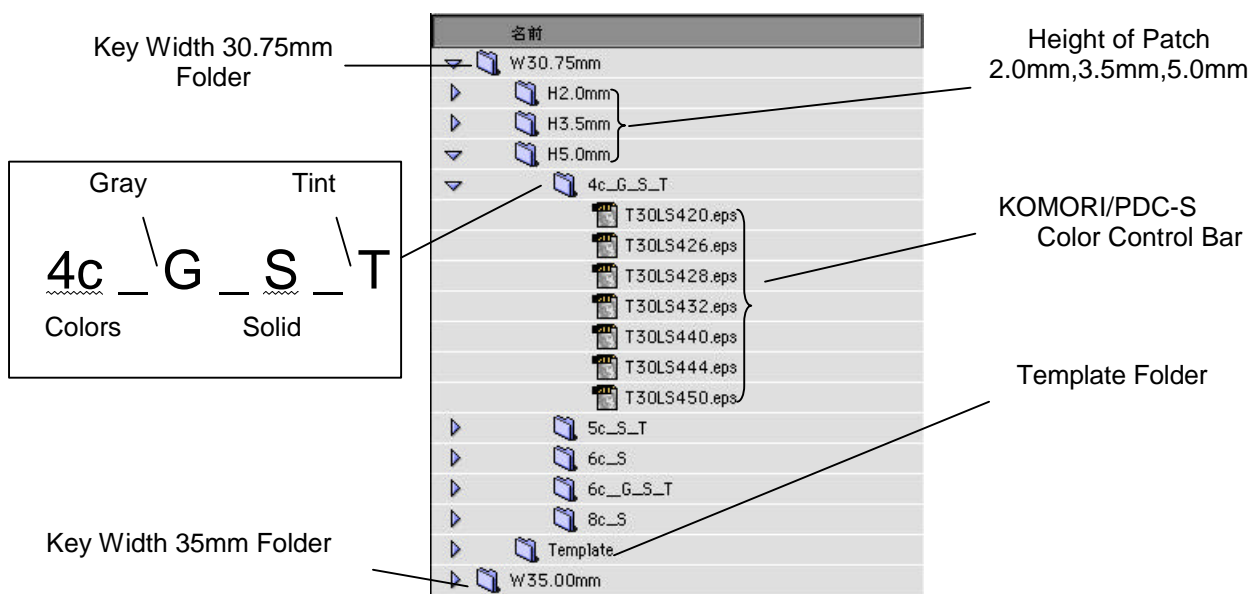 Key Width 30.75mm
Folder
Gray
Tint
4c _ G _ S _ T
Colors
Solid
Key Width 35mm Folder
名前
W30.75mm
H2.0mm
H3.5mm
H5.0mm
4c_G_S_T
T30LS420.eps
T30LS426.eps
T30LS428.eps
T30LS432.eps
T30LS440.eps
T30LS444.eps
T30LS450.eps
5c_S_T
6c_S
6c__G_S_T
8c_S
Template
W35.00mm
Height of Patch
2.0mm,3.5mm,5.0mm
KOMORI/PDC-S
Color Control Bar
Template Folder